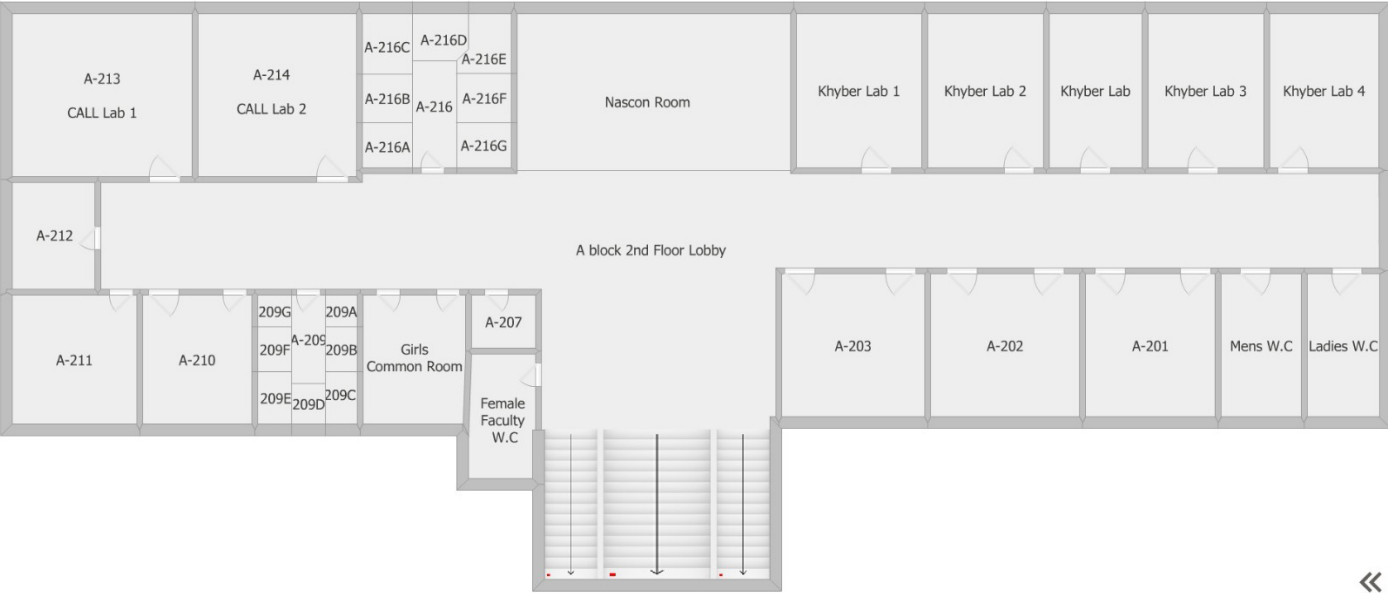 A-213
CALL Lab 1
A-214
CALL Lab 2
A-216C
A-216D
A-216E
A-216B
A-216
A-216F
A-216A
A-216G
Nascon Room
Khyber Lab 1
Khyber Lab 2
Khyber Lab
Khyber Lab 3
Khyber Lab 4
A-212
A block 2nd Floor Lobby
A-211
A-210
209G
209A
A-209
209F
209B
209E
209D
209C
Girls
Common Room
A-207
Female
Faculty
W.C
A-203
A-202
A-201
Mens W.C
Ladies W.C